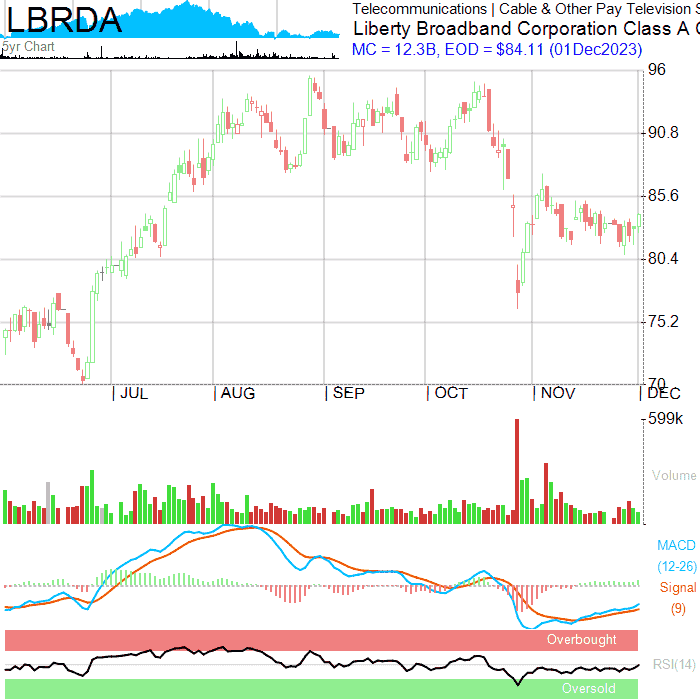 LBRDA
5yr Chart
Telecommunications | Cable & Other Pay Television S
Liberty Broadband Corporation Class A C
MC = 12.3B, EOD = $84.11 (01Dec2023)
96
90.8
85.6
80.4
75.2
70
JUL
AUG
SEP
OCT
NOV
DEC
599k
Volume
MACD
(12-26)
Signal
(9)
Overbought
RSI(14)
Oversold